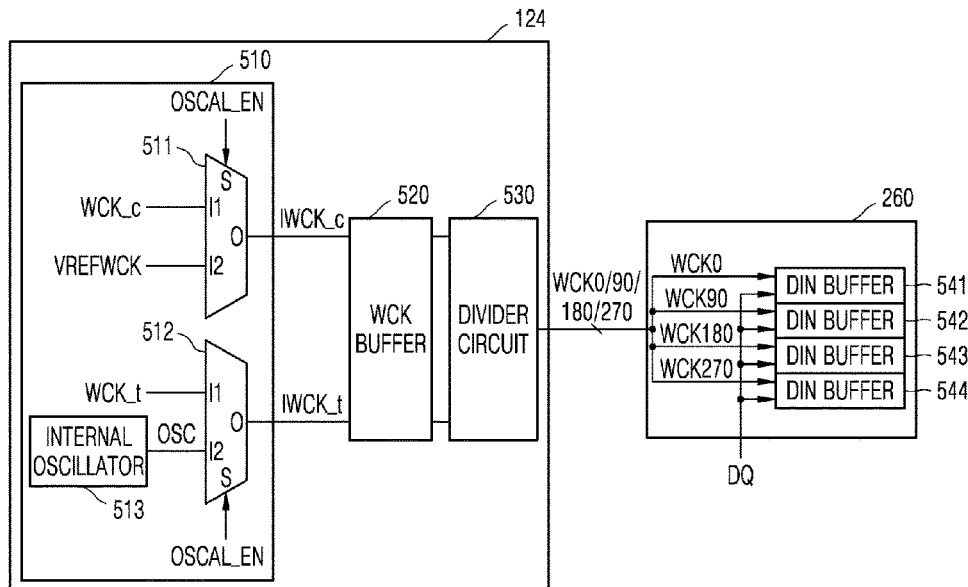 124
510
OSCAL_EN
511
S
WCK_c
I1
O
VREFWCK
I2
IWCK_c
520
530
WCK
BUFFER
DIVIDER
CIRCUIT
512
WCK_t
I1
O
INTERNAL
OSCILLATOR
OSC
I2
S
513
IWCK_t
OSCAL_EN
WCK0/90/
180/270
260
WCK0
DIN BUFFER
541
WCK90
DIN BUFFER
542
WCK180
DIN BUFFER
543
WCK270
DIN BUFFER
544
DQ